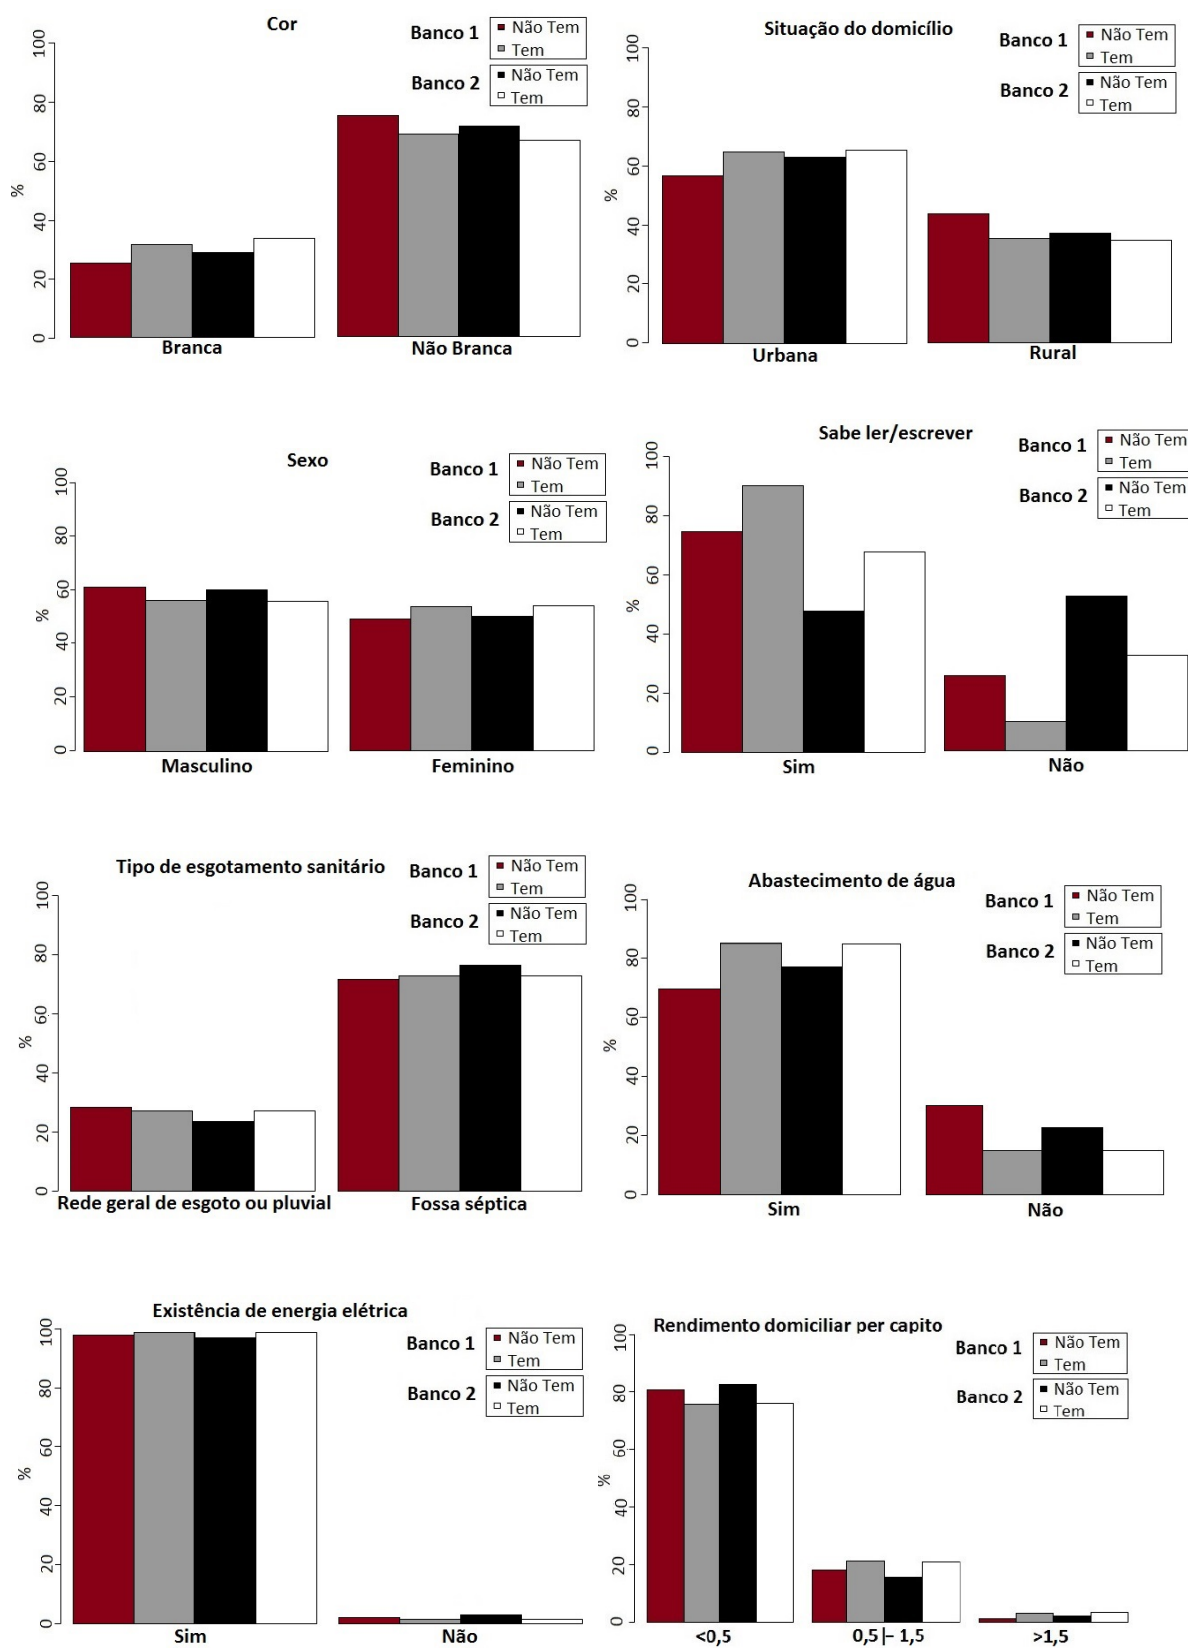 Cor
Banco 1
Não Tem
Tem
Banco 2
Não Tem
Tem
%
0
20
40
60
80
100
Branca
Não Branca
Situação do domicílio
Banco 1
Não Tem
Tem
Banco 2
Não Tem
Tem
%
0
20
40
60
80
100
Urbana
Rural
Sexo
Banco 1
Não Tem
Tem
Banco 2
Não Tem
Tem
%
0
20
40
60
80
100
Masculino
Feminino
Sabe ler/escrever
Banco 1
Não Tem
Tem
Banco 2
Não Tem
Tem
%
0
20
40
60
80
100
Sim
Não
Tipo de esgotamento sanitário
Banco 1
Não Tem
Tem
Banco 2
Não Tem
Tem
%
0
20
40
60
80
100
Rede geral de esgoto ou pluvial
Fossa séptica
Abastecimento de água
Banco 1
Não Tem
Tem
Banco 2
Não Tem
Tem
%
0
20
40
60
80
100
Sim
Não
Existência de energia elétrica
Banco 1
Não Tem
Tem
Banco 2
Não Tem
Tem
%
0
20
40
60
80
100
Sim
Não
Rendimento domiciliar per capito
Banco 1
Não Tem
Tem
Banco 2
Não Tem
Tem
%
0
20
40
60
80
100
<0,5
0,5|– 1,5
>1,5